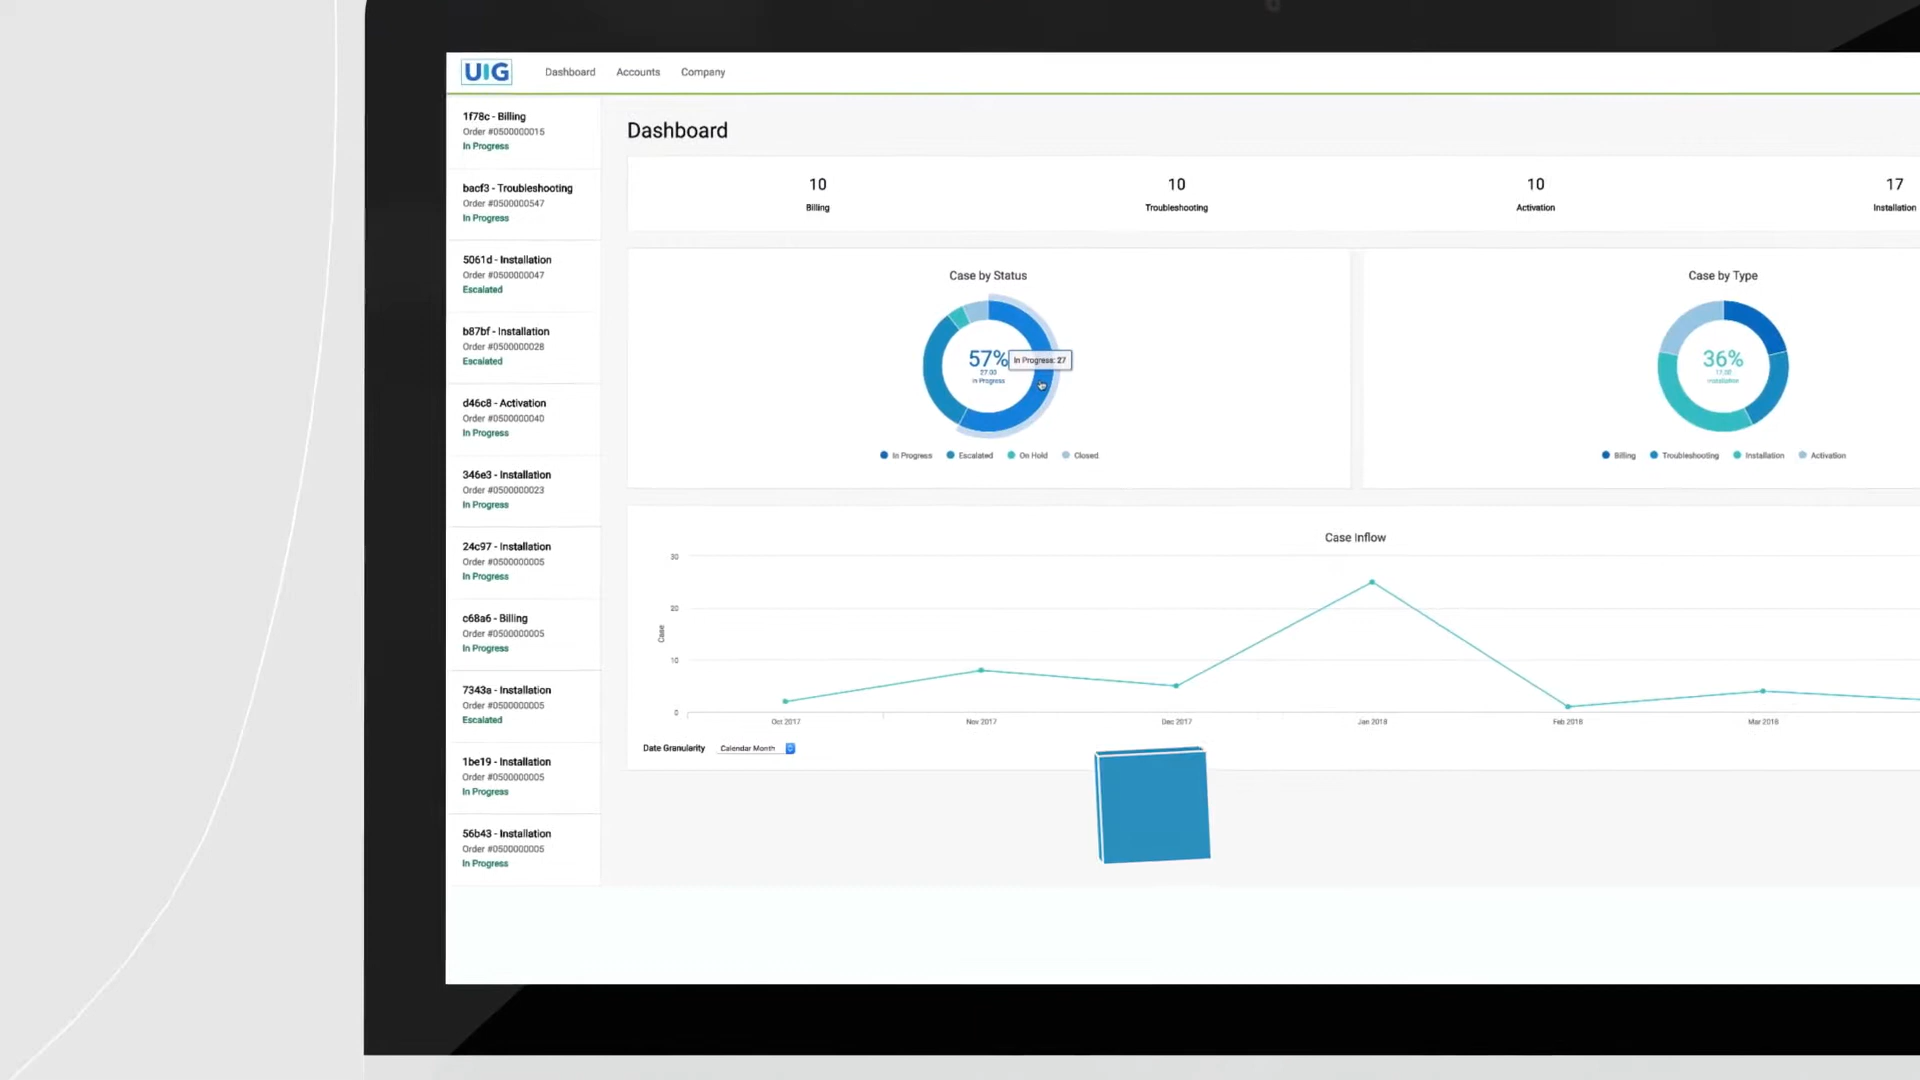 UIG
Dashboard Accounts Company
1f78c - Billing
Order #0500000015
In Progress
bacf3 - Troubleshooting
Order #0500000547
In Progress
5061d - Installation
Order #0500000047
Escalated
b87bf - Installation
Order #0500000028
Escalated
d46c8 - Activation
Order #0500000040
In Progress
346e3 - Installation
Order #0500000023
In Progress
24c97 - Installation
Order #0500000005
In Progress
c68a6 - Billing
Order #0500000005
In Progress
7343a - Installation
Order #0500000005
Escalated
1be19 - Installation
Order #0500000005
In Progress
56b43 - Installation
Order #0500000005
In Progress
Dashboard
10 10 10 17
Billing Troubleshooting Activation Installation
Case by Status
57%
27.00
In Progress
In Progress: 27
In Progress Escalated On Hold Closed
Case by Type
36%
17.00
Installation
Billing Troubleshooting Installation Activation
Case Inflow
Case
30
20
10
0
Oct 2017 Nov 2017 Dec 2017 Jan 2018 Feb 2018 Mar 2018
Date Granularity Calendar Month